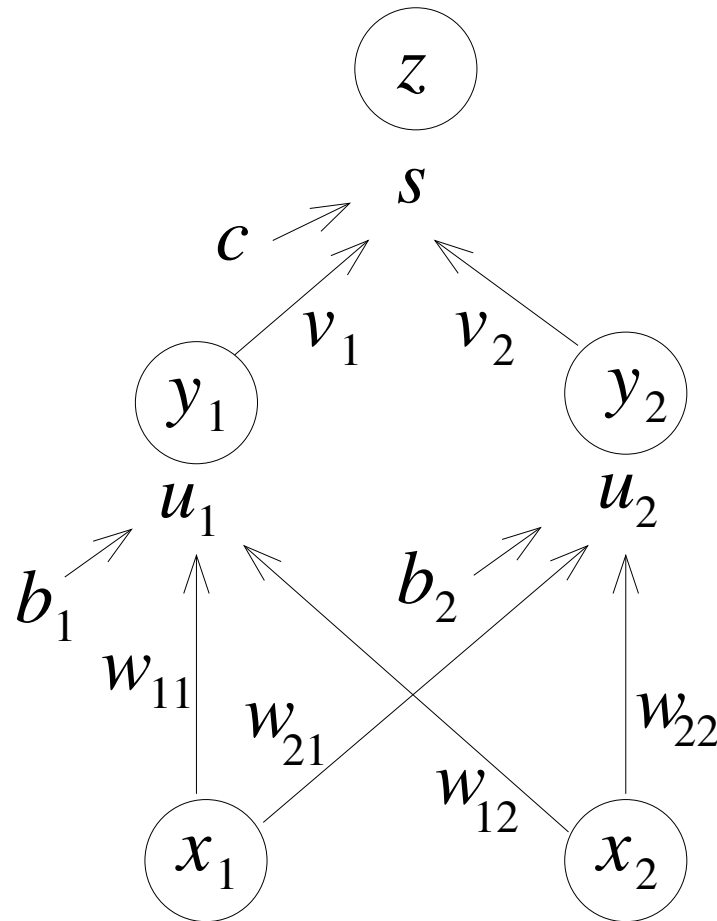 z
s
c
v₁ v₂
y₁ y₂
u₁ u₂
b₁ b₂
w₁₁ w₂₁ w₁₂ w₂₂
x₁ x₂